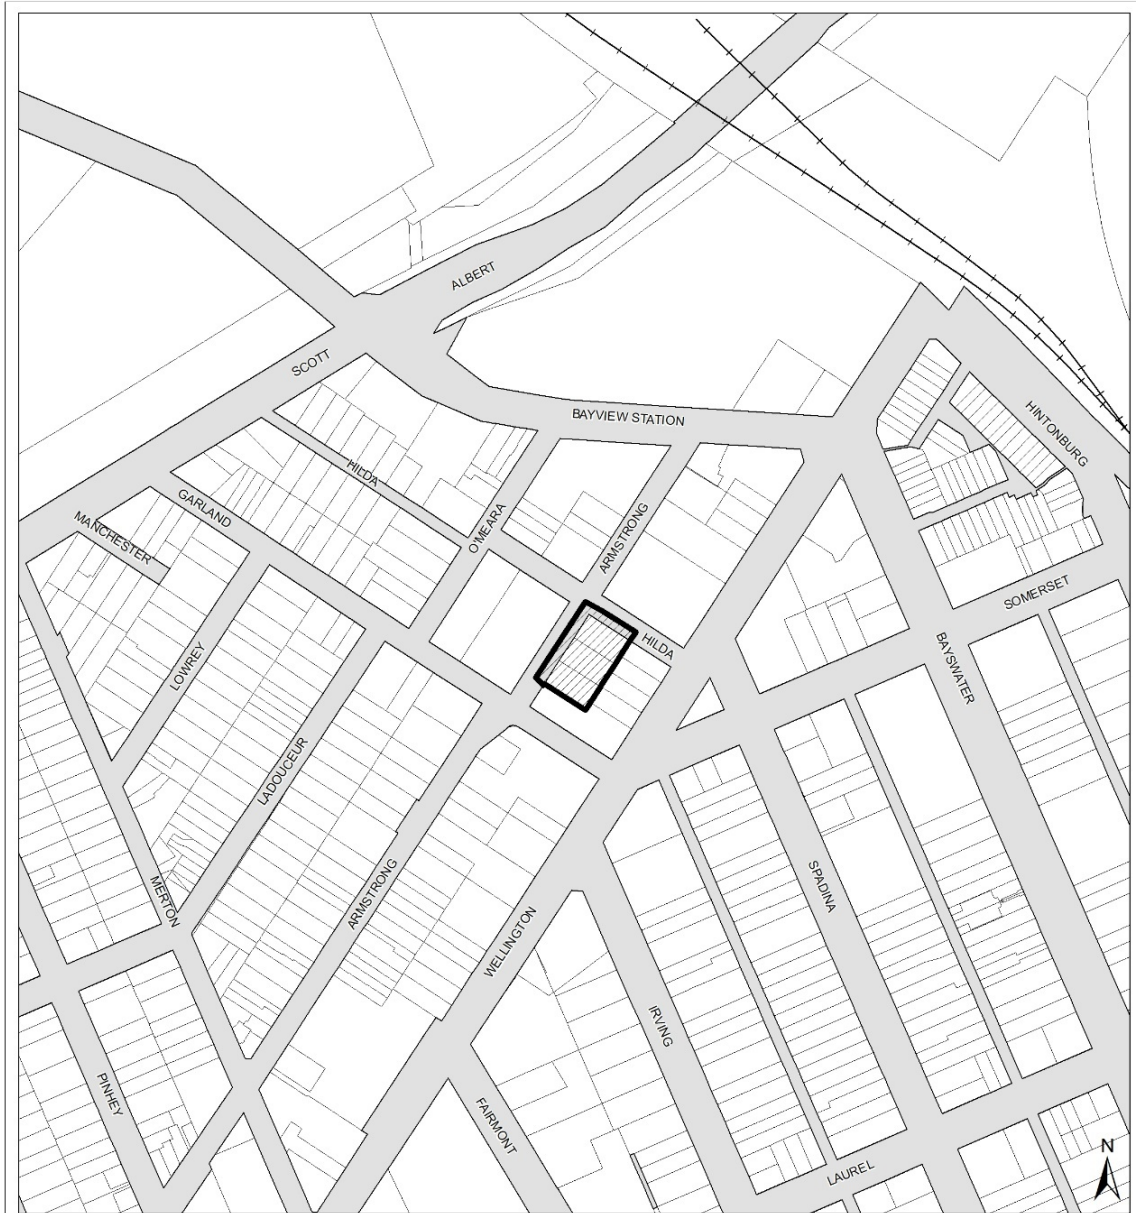 ALBERT
SCOTT
BAYVIEW STATION
HINTONBURG
HILDA
GARLAND
O'MEARA
ARMSTRONG
MANCHESTER
SOMERSET
HILDA
LOWREY
BAYSWATER
LADOUCEUR
MERTON
ARMSTRONG
SPADINA
WELLINGTON
IRVING
PINHEY
FAIRMONT
LAUREL
N